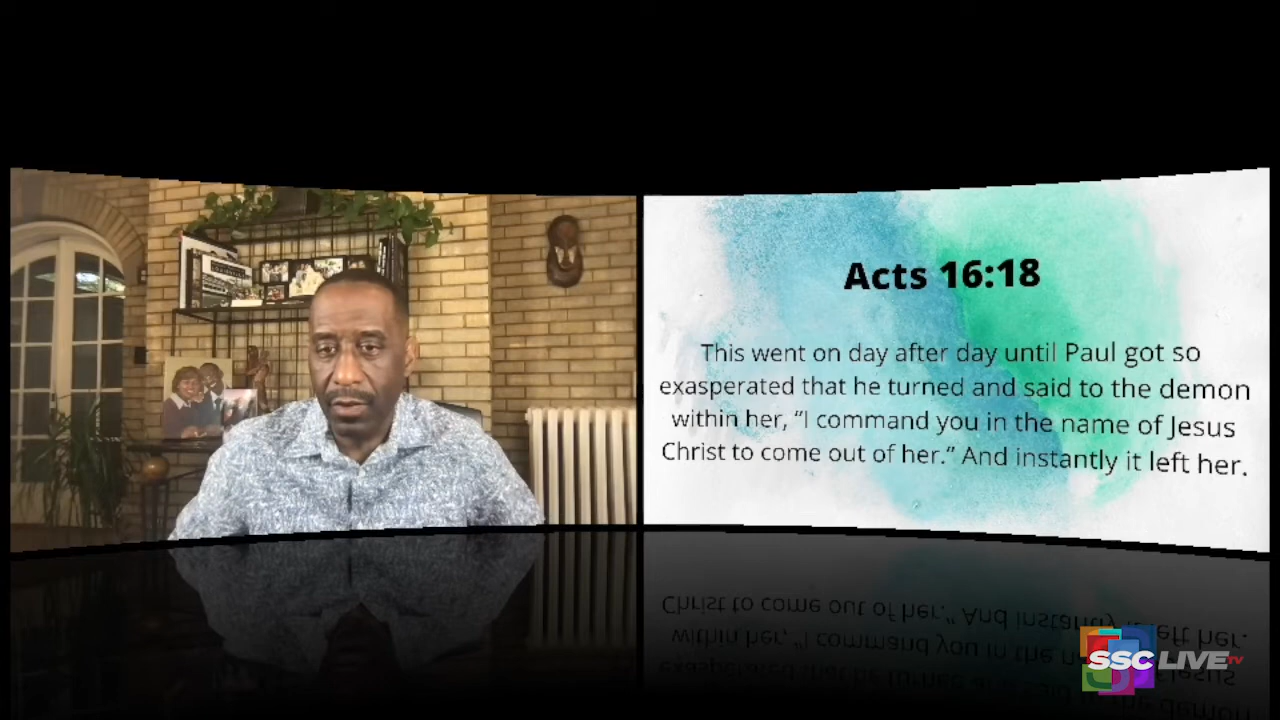 Acts 16:18
This went on day after day until Paul got so
exasperated that he turned and said to the demon
within her, “I command you in the name of Jesus
Christ to come out of her.” And instantly it left her.
SSC LIVE TV